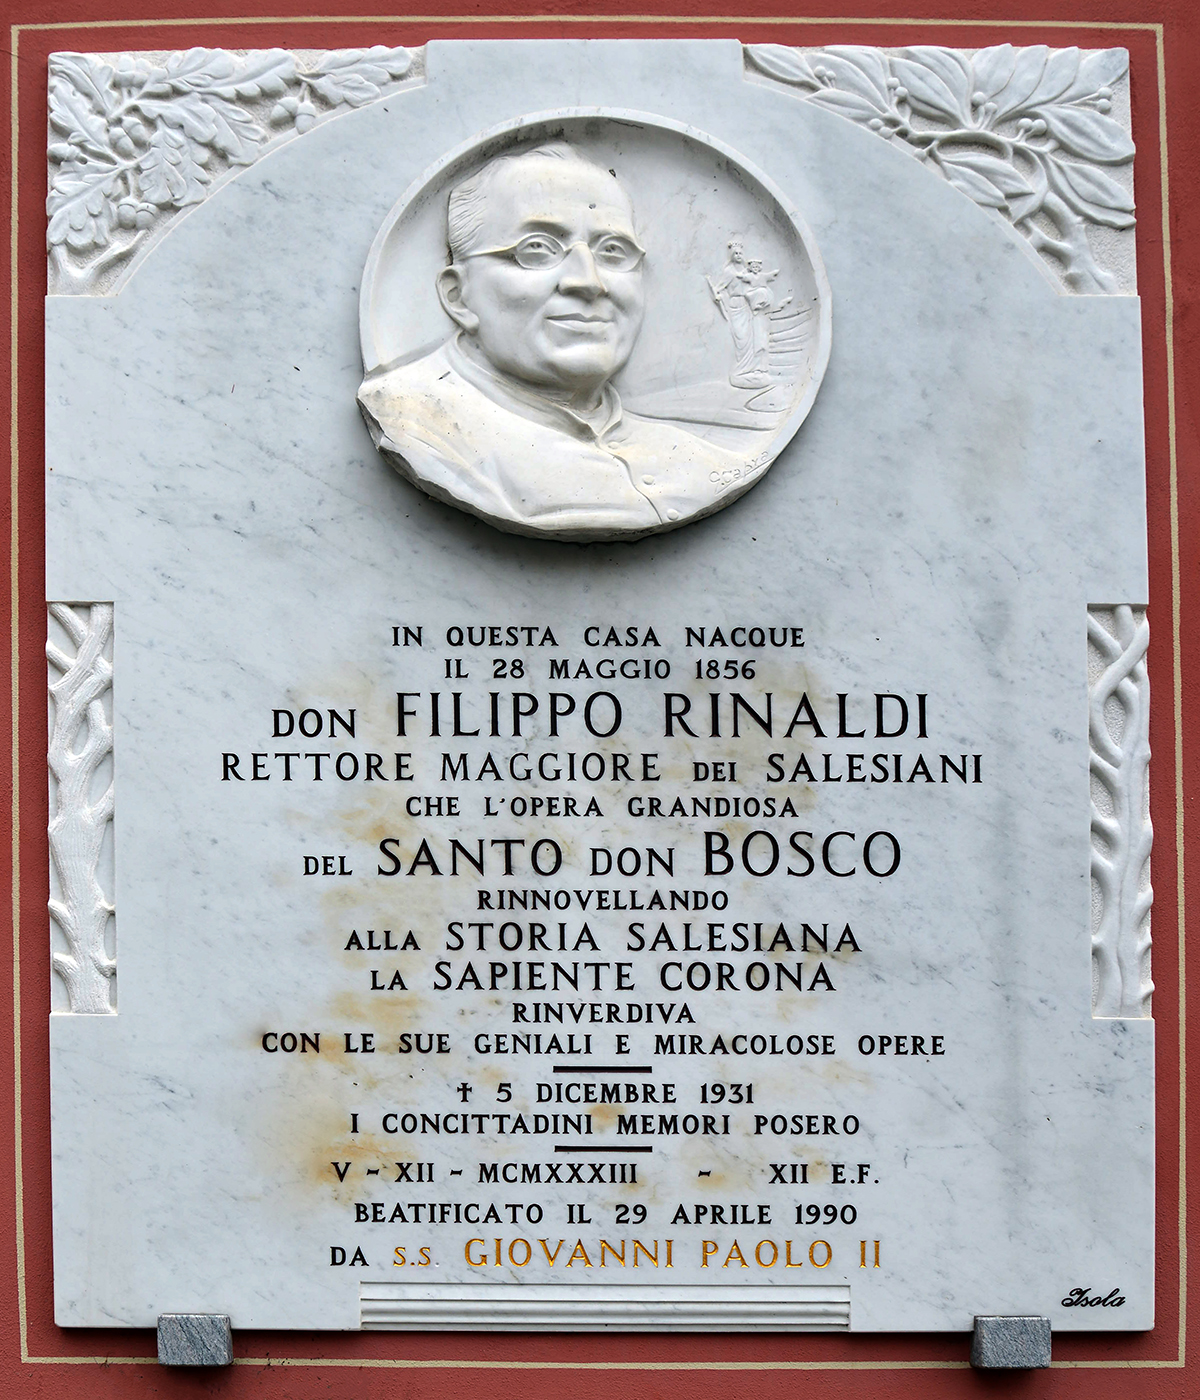 C. Cabra
IN QUESTA CASA NACQUE
IL 28 MAGGIO 1856
DON FILIPPO RINALDI
RETTORE MAGGIORE DEI SALESIANI
CHE L'OPERA GRANDIOSA
DEL SANTO DON BOSCO
RINNOVELLANDO
ALLA STORIA SALESIANA
LA SAPIENTE CORONA
RINVERDIVA
CON LE SUE GENIALI E MIRACOLOSE OPERE
✝ 5 DICEMBRE 1931
I CONCITTADINI MEMORI POSERO
V - XII - MCMXXXIII - XII E.F.
BEATIFICATO IL 29 APRILE 1990
DA S.S. GIOVANNI PAOLO II
Isola